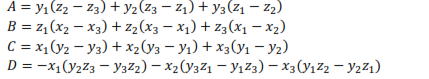 A = y₁(z₂ − z₃) + y₂(z₃ − z₁) + y₃(z₁ − z₂)
B = z₁(x₂ − x₃) + z₂(x₃ − x₁) + z₃(x₁ − x₂)
C = x₁(y₂ − y₃) + x₂(y₃ − y₁) + x₃(y₁ − y₂)
D = −x₁(y₂z₃ − y₃z₂) − x₂(y₃z₁ − y₁z₃) − x₃(y₁z₂ − y₂z₁)